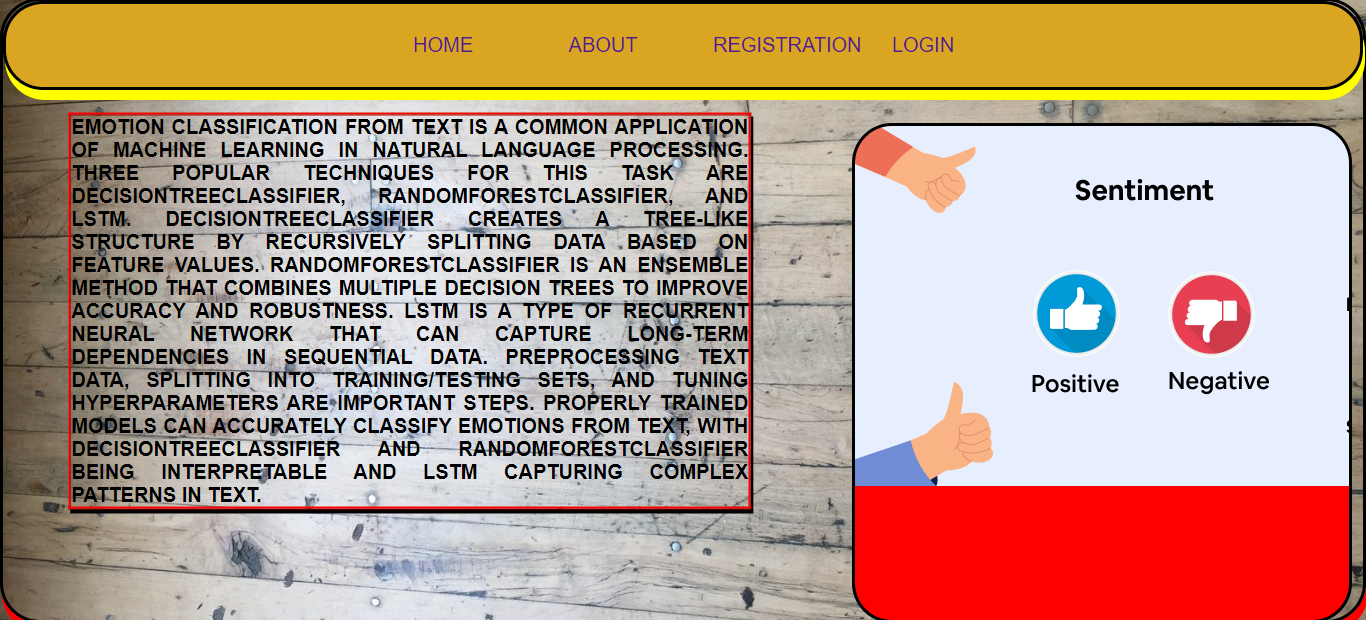 HOME ABOUT REGISTRATION LOGIN
EMOTION CLASSIFICATION FROM TEXT IS A COMMON APPLICATION
OF MACHINE LEARNING IN NATURAL LANGUAGE PROCESSING.
THREE POPULAR TECHNIQUES FOR THIS TASK ARE
DECISIONTREECLASSIFIER, RANDOMFORESTCLASSIFIER, AND
LSTM. DECISIONTREECLASSIFIER CREATES A TREE-LIKE
STRUCTURE BY RECURSIVELY SPLITTING DATA BASED ON
FEATURE VALUES. RANDOMFORESTCLASSIFIER IS AN ENSEMBLE
METHOD THAT COMBINES MULTIPLE DECISION TREES TO IMPROVE
ACCURACY AND ROBUSTNESS. LSTM IS A TYPE OF RECURRENT
NEURAL NETWORK THAT CAN CAPTURE LONG-TERM
DEPENDENCIES IN SEQUENTIAL DATA. PREPROCESSING TEXT
DATA, SPLITTING INTO TRAINING/TESTING SETS, AND TUNING
HYPERPARAMETERS ARE IMPORTANT STEPS. PROPERLY TRAINED
MODELS CAN ACCURATELY CLASSIFY EMOTIONS FROM TEXT, WITH
DECISIONTREECLASSIFIER AND RANDOMFORESTCLASSIFIER
BEING INTERPRETABLE AND LSTM CAPTURING COMPLEX
PATTERNS IN TEXT.
Sentiment
Positive Negative